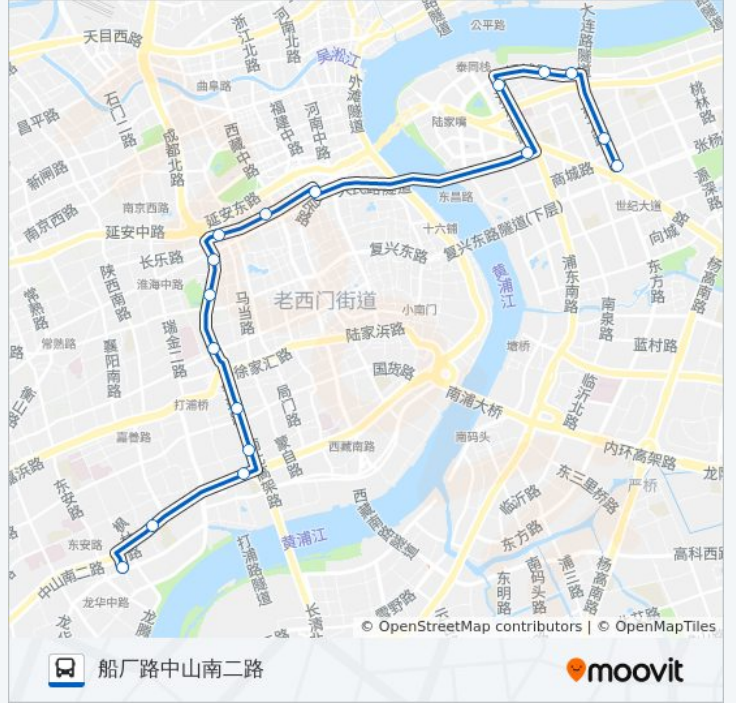 公平路
天目西路
浙江北路
河南北路
吴淞江
大连路隧道
泰同栈
曲阜路
外滩隧道
桃林路
石门二路
昌平路
福建中路
河南中路
陆家嘴
西藏中路
成都北路
张杨
新闸路
商城路
源深路
人民路隧道
东昌路
南京西路
延安东路
世纪大道
南京西路
延安中路
十六铺
复兴东路隧道(下层)
向城路
复兴东路
长乐路
黄浦江
陕西南路
淮海中路
浦东南路
东方路
杨高南路
常熟路
马当路
老西门街道
小南门
南泉路
瑞金二路
陆家浜路
路
常熟路
襄阳南路
塘桥
蓝村路
徐家汇路
国货路
临沂北路
打浦桥
局门路
南浦大桥
嘉善路
蒙自路
西藏南路
南码头
内环高架路
东安路
东三里桥路
严桥
临沂路
西藏南路隧道
东安路
打浦路隧道
黄浦江
东方路
高科西路
中山南二路
东明路
南码头路
浦三路
杨高南路
龙华中路
© OpenStreetMap contributors | © OpenMapTiles
船厂路中山南二路
moovit